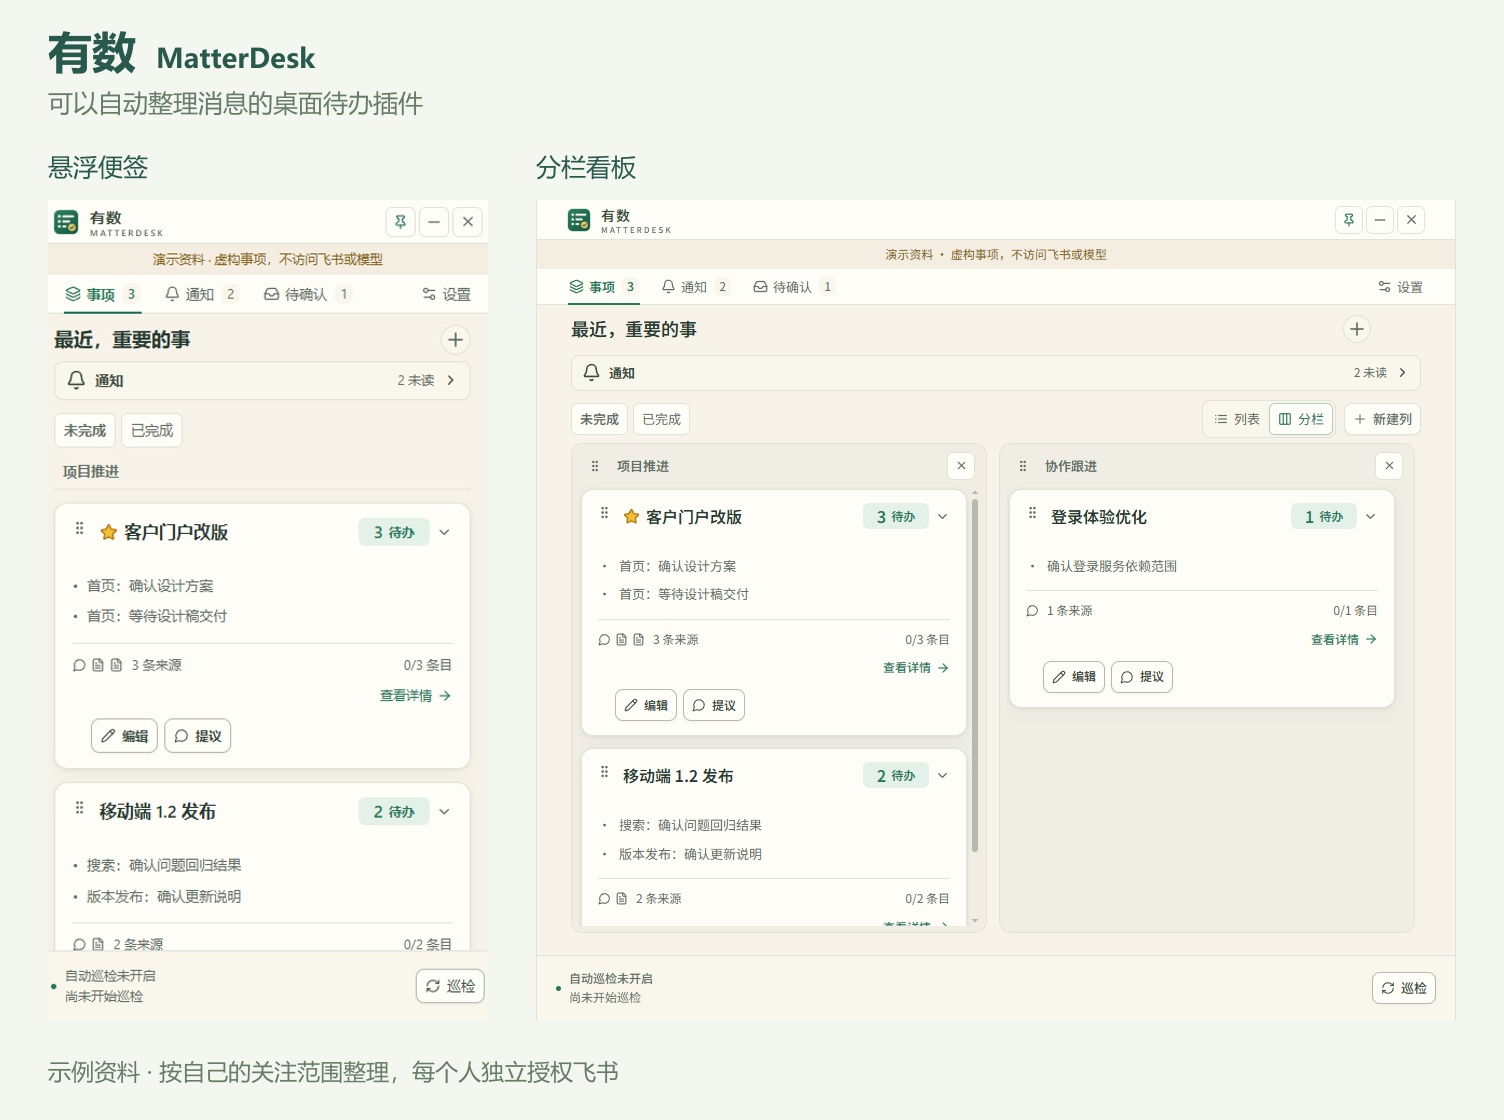 有数 MatterDesk
可以自动整理消息的桌面待办插件
悬浮便签
有数
MATTERDESK
演示资料 · 虚构事项，不访问飞书或模型
事项 3 通知 2 待确认 1 设置
最近，重要的事
通知 2 未读
未完成 已完成
项目推进
客户门户改版 3 待办
• 首页：确认设计方案
• 首页：等待设计稿交付
3 条来源 0/3 条目
查看详情
编辑 提议
移动端 1.2 发布 2 待办
• 搜索：确认问题回归结果
• 版本发布：确认更新说明
2 条来源 0/2 条目
自动巡检未开启
尚未开始巡检
巡检
分栏看板
有数
MATTERDESK
演示资料 • 虚构事项，不访问飞书或模型
事项 3 通知 2 待确认 1 设置
最近，重要的事
通知 2 未读
未完成 已完成 列表 分栏 新建列
项目推进
客户门户改版 3 待办
• 首页：确认设计方案
• 首页：等待设计稿交付
3 条来源 0/3 条目
查看详情
编辑 提议
移动端 1.2 发布 2 待办
• 搜索：确认问题回归结果
• 版本发布：确认更新说明
2 条来源 0/2 条目
查看详情
协作跟进
登录体验优化 1 待办
• 确认登录服务依赖范围
1 条来源 0/1 条目
查看详情
编辑 提议
自动巡检未开启
尚未开始巡检
巡检
示例资料 · 按自己的关注范围整理，每个人独立授权飞书